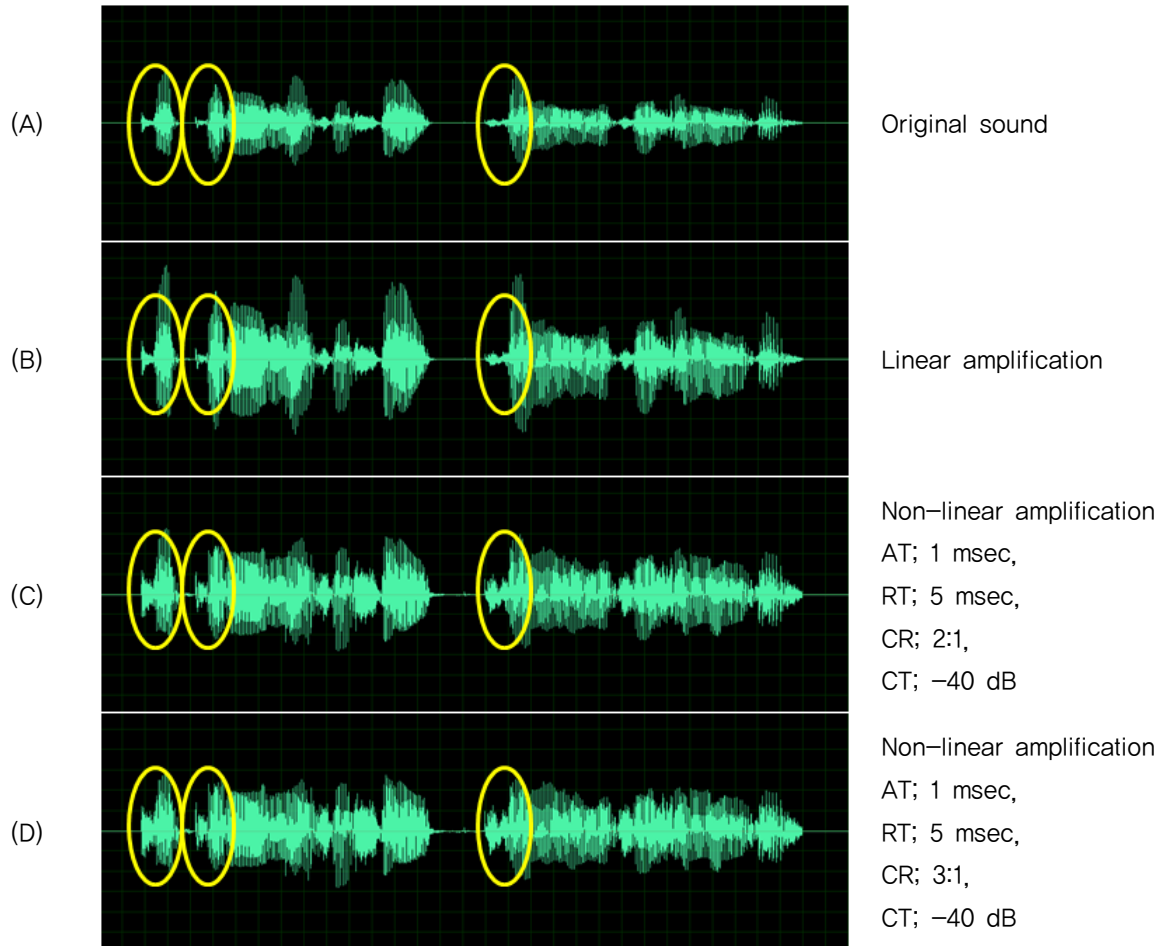 (A)
Original sound
(B)
Linear amplification
(C)
Non-linear amplification
AT; 1 msec,
RT; 5 msec,
CR; 2:1,
CT; -40 dB
(D)
Non-linear amplification
AT; 1 msec,
RT; 5 msec,
CR; 3:1,
CT; -40 dB